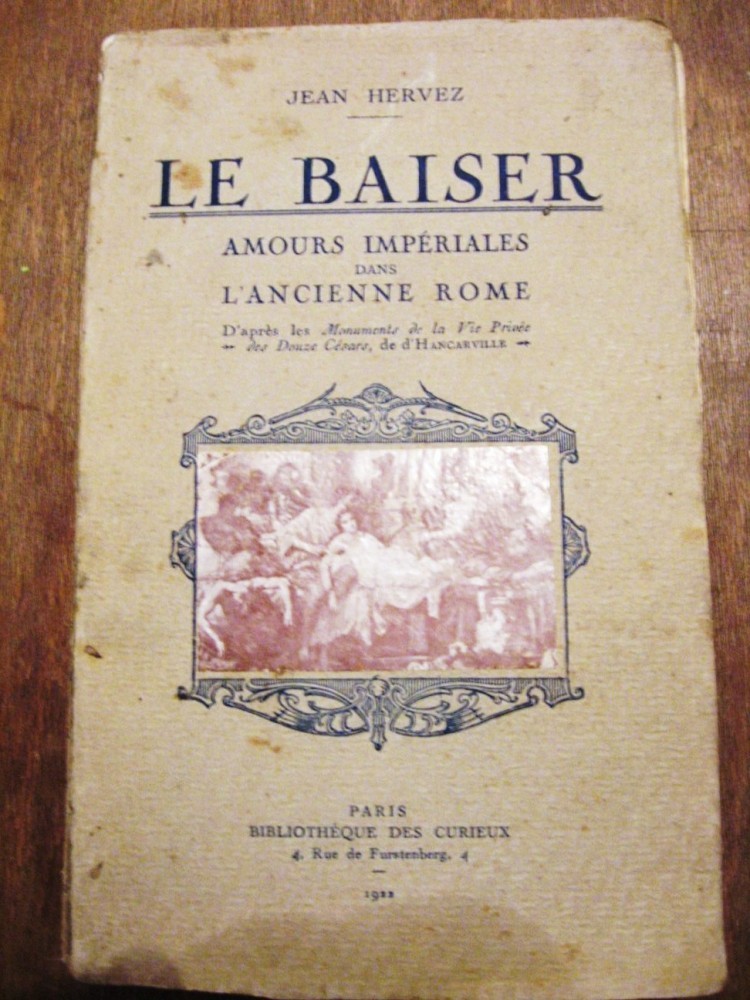 JEAN HERVEZ
LE BAISER
AMOURS IMPÉRIALES
DANS
L'ANCIENNE ROME
D'après les Monuments de la Vie Privée
des Douze Césars, de d'HANCARVILLE
PARIS
BIBLIOTHÈQUE DES CURIEUX
4, Rue de Furstenberg, 4
1922